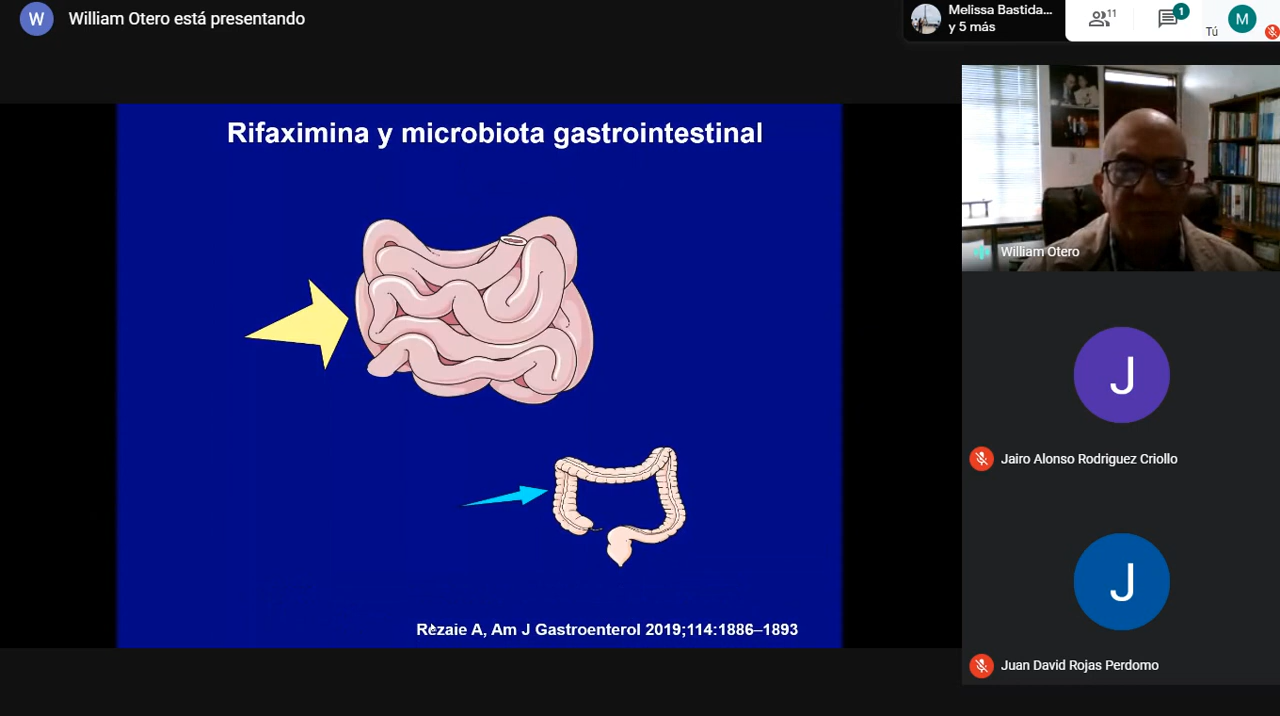 W
William Otero está presentando
Melissa Bastida...
y 5 más
11
1
Tú
M
Rifaximina y microbiota gastrointestinal
Rezaie A, Am J Gastroenterol 2019;114:1886–1893
William Otero
J
Jairo Alonso Rodriguez Criollo
J
Juan David Rojas Perdomo